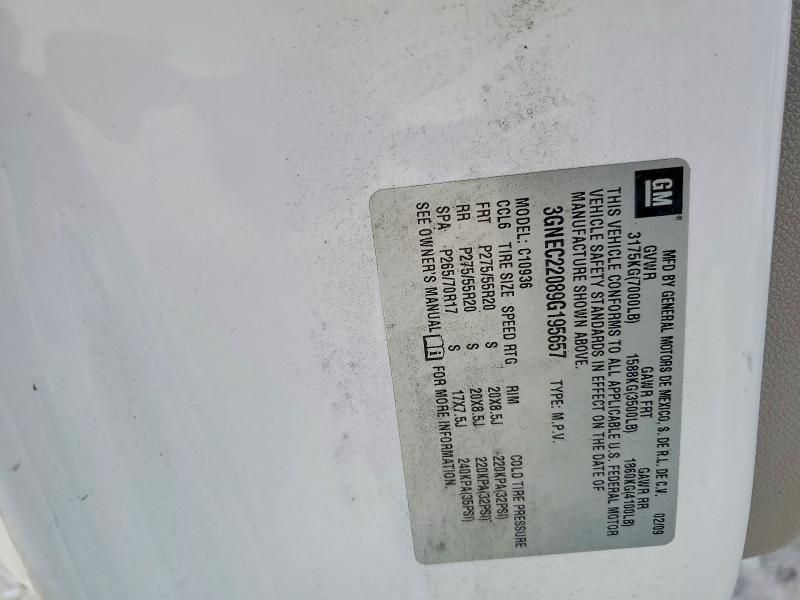 GM®
MFD BY GENERAL MOTORS DE MEXICO, S. DE R.L. DE C.V. 02/09
GVWR GAWR FRT GAWR RR
3175KG(7000LB) 1588KG(3500LB) 1860KG(4100LB)
THIS VEHICLE CONFORMS TO ALL APPLICABLE U.S. FEDERAL MOTOR
VEHICLE SAFETY STANDARDS IN EFFECT ON THE DATE OF
MANUFACTURE SHOWN ABOVE.
3GNEC22089G195657 TYPE: M.P.V.
MODEL: C10936
CCL6 TIRE SIZE SPEED RTG RIM COLD TIRE PRESSURE
FRT P275/55R20 S 20X8.5J 220KPA(32PSI)
RR P275/55R20 S 20X8.5J 220KPA(32PSI)
SPA P265/70R17 S 17X7.5J 240KPA(35PSI)
SEE OWNER'S MANUAL i FOR MORE INFORMATION.